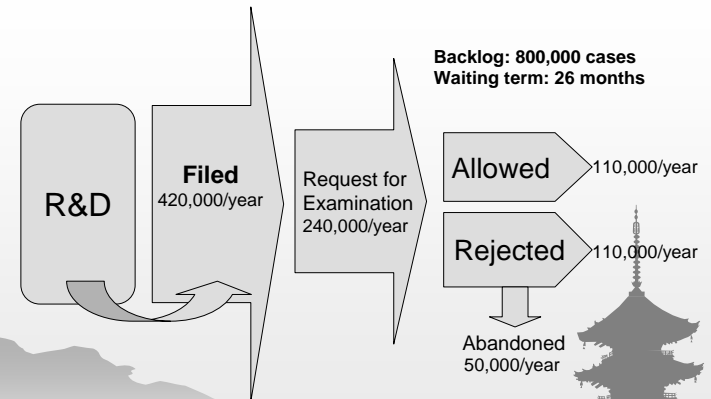 Backlog: 800,000 cases
Waiting term: 26 months
R&D
Filed
420,000/year
Request for
Examination
240,000/year
Allowed
110,000/year
Rejected
110,000/year
Abandoned
50,000/year